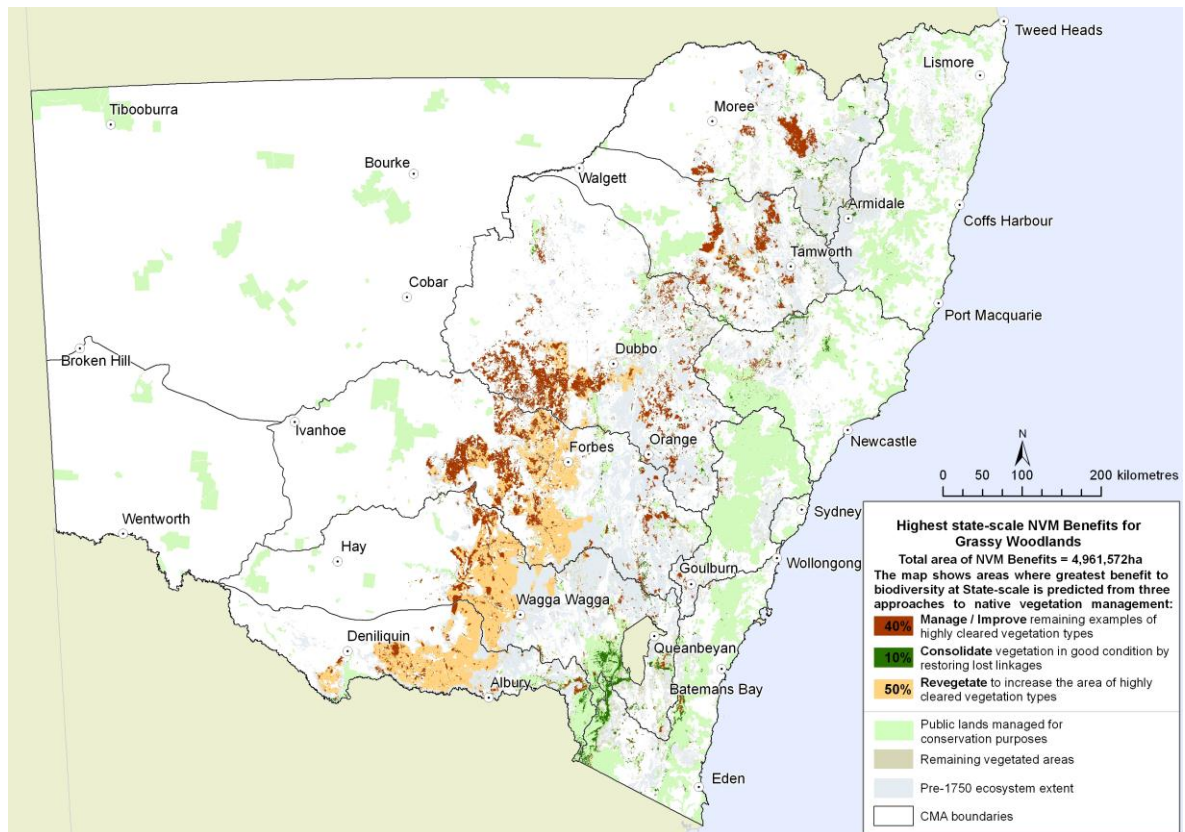 Tweed Heads
Lismore
Tibooburra
Moree
Bourke
Walgett
Armidale
Coffs Harbour
Tamworth
Cobar
Port Macquarie
Broken Hill
Dubbo
Ivanhoe
Orange
Newcastle
Forbes
N
0 50 100 200 kilometres
Wentworth
Sydney
Hay
Wollongong
Goulburn
Wagga Wagga
Deniliquin
Queanbeyan
Albury
Batemans Bay
Eden
Highest state-scale NVM Benefits for
Grassy Woodlands
Total area of NVM Benefits = 4,961,572ha
The map shows areas where greatest benefit to
biodiversity at State-scale is predicted from three
approaches to native vegetation management:
40% Manage / Improve remaining examples of
highly cleared vegetation types
10% Consolidate vegetation in good condition by
restoring lost linkages
50% Revegetate to increase the area of highly
cleared vegetation types
Public lands managed for
conservation purposes
Remaining vegetated areas
Pre-1750 ecosystem extent
CMA boundaries